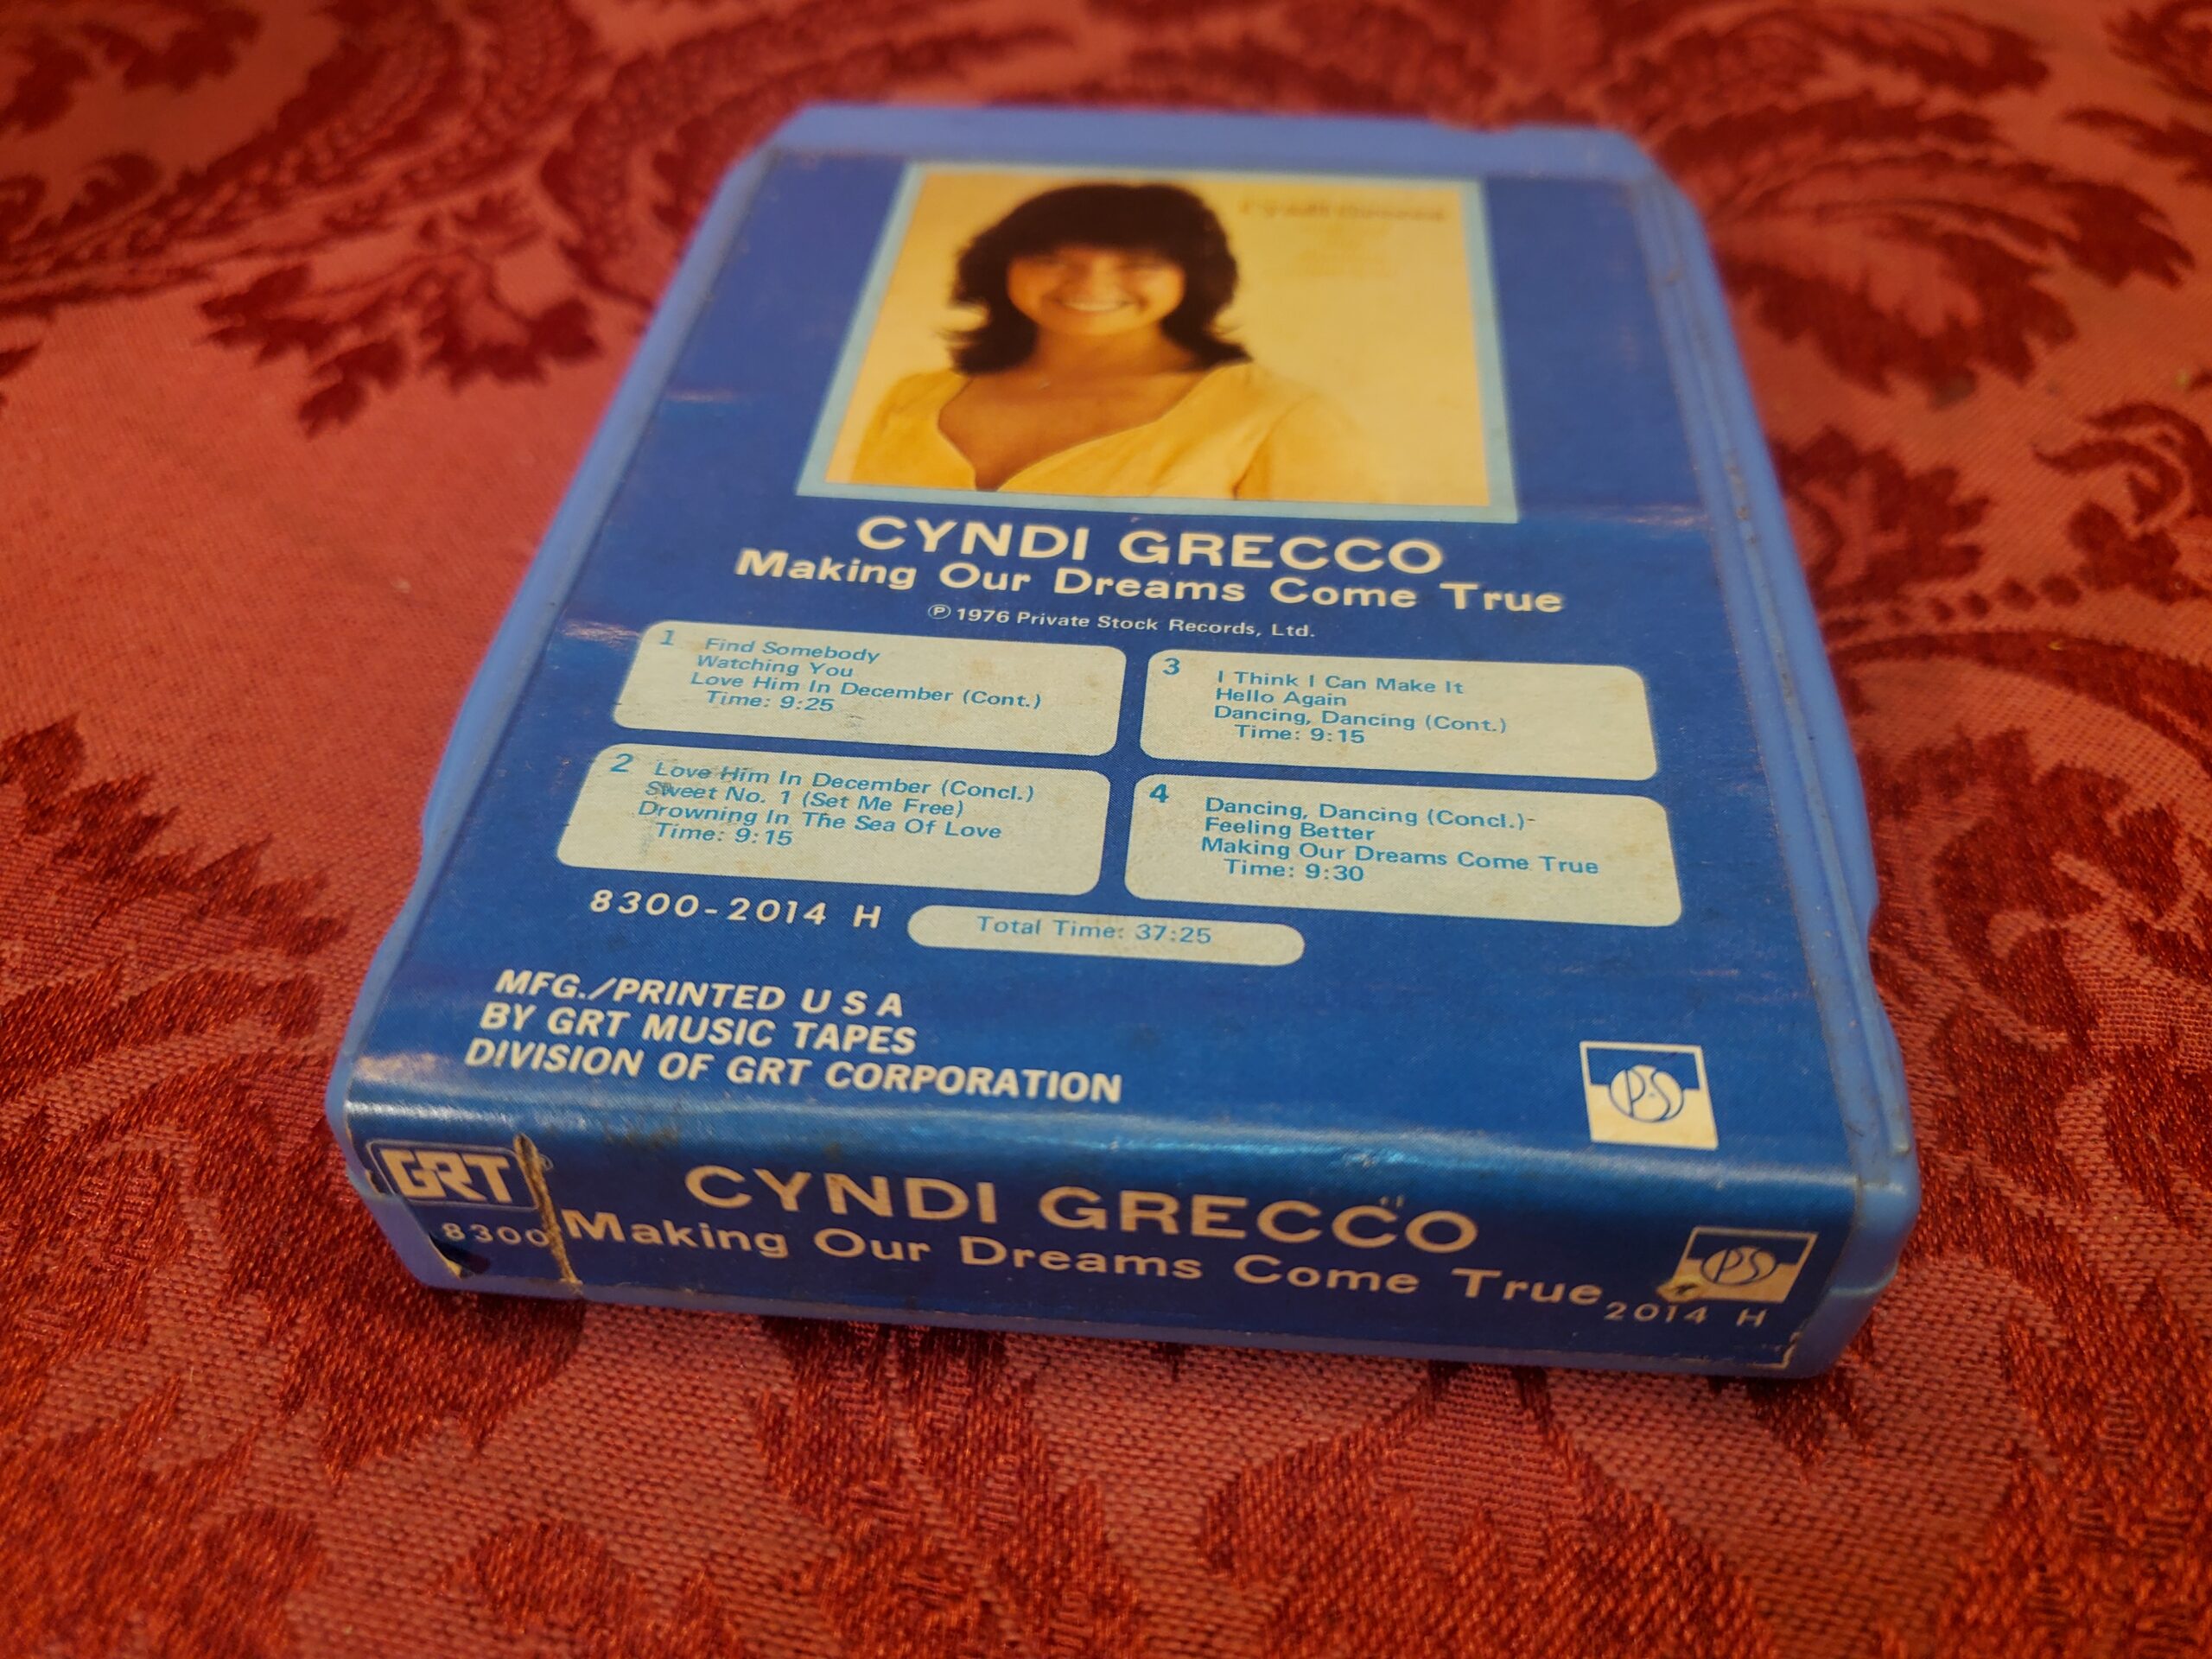 CYNDI GRECCO
Making Our Dreams Come True
Ⓟ 1976 Private Stock Records, Ltd.
1 Find Somebody
Watching You
Love Him In December (Cont.)
Time: 9:25
2 Love Him In December (Concl.)
Sweet No. 1 (Set Me Free)
Drowning In The Sea Of Love
Time: 9:15
3 I Think I Can Make It
Hello Again
Dancing, Dancing (Cont.)
Time: 9:15
4 Dancing, Dancing (Concl.)-
Feeling Better
Making Our Dreams Come True
Time: 9:30
8300-2014 H
Total Time: 37:25
MFG./PRINTED U S A
BY GRT MUSIC TAPES
DIVISION OF GRT CORPORATION
PS
GRT
8300
CYNDI GRECCO
Making Our Dreams Come True
PS
2014 H